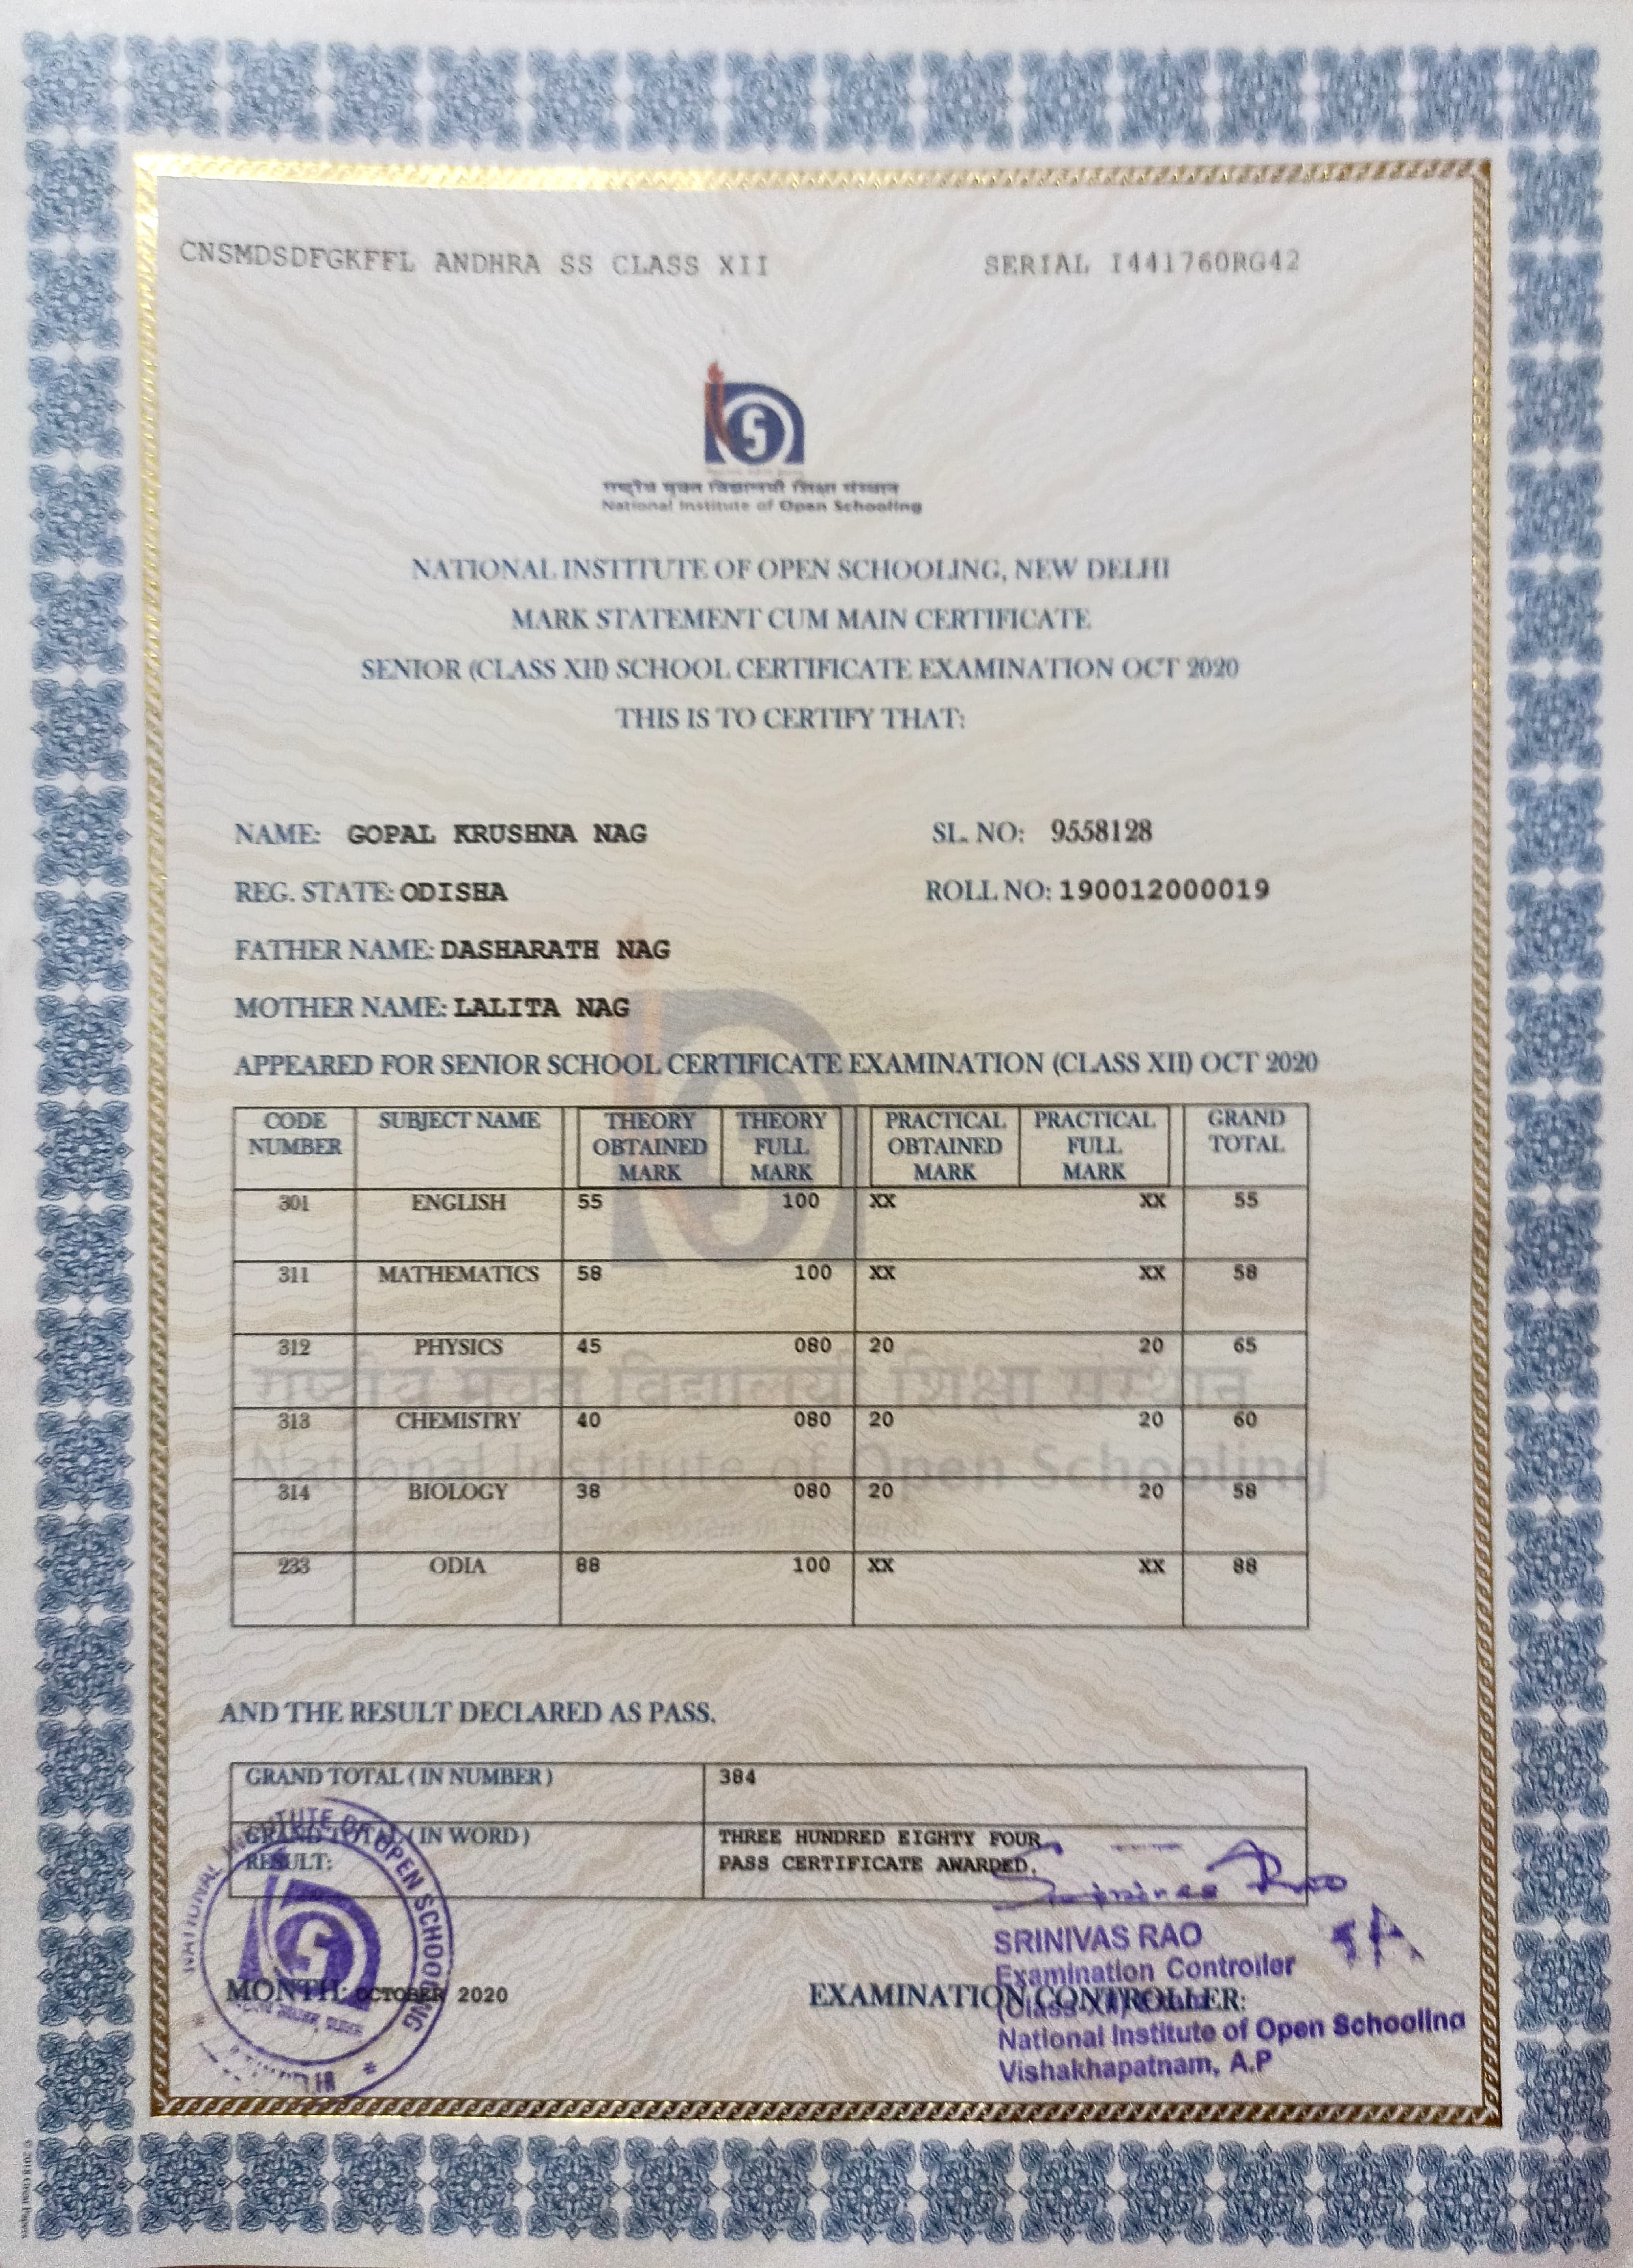 CNSMDSDFGKFFL ANDHRA SS CLASS XII SERIAL I441760RG42
राष्ट्रीय मुक्त विद्यालयी शिक्षा संस्थान
National Institute of Open Schooling
NATIONAL INSTITUTE OF OPEN SCHOOLING, NEW DELHI
MARK STATEMENT CUM MAIN CERTIFICATE
SENIOR (CLASS XII) SCHOOL CERTIFICATE EXAMINATION OCT 2020
THIS IS TO CERTIFY THAT:
NAME: GOPAL KRUSHNA NAG SL. NO: 9558128
REG. STATE: ODISHA ROLL NO: 190012000019
FATHER NAME: DASHARATH NAG
MOTHER NAME: LALITA NAG
APPEARED FOR SENIOR SCHOOL CERTIFICATE EXAMINATION (CLASS XII) OCT 2020
CODE NUMBER SUBJECT NAME THEORY OBTAINED MARK THEORY FULL MARK PRACTICAL OBTAINED MARK PRACTICAL FULL MARK GRAND TOTAL
301 ENGLISH 55 100 XX XX 55
311 MATHEMATICS 58 100 XX XX 58
312 PHYSICS 45 080 20 20 65
राष्ट्रीय मुक्त विद्यालयी शिक्षा संस्थान
313 CHEMISTRY 40 080 20 20 60
National Institute of Open Schooling
314 BIOLOGY 38 080 20 20 58
233 ODIA 88 100 XX XX 88
AND THE RESULT DECLARED AS PASS.
GRAND TOTAL ( IN NUMBER ) 384
GRAND TOTAL ( IN WORD ) THREE HUNDRED EIGHTY FOUR
RESULT: PASS CERTIFICATE AWARDED.
NATIONAL INSTITUTE OF OPEN SCHOOLING
Srinivas Rao
SRINIVAS RAO
Examination Controller
MONTH: OCTOBER 2020 EXAMINATION CONTROLLER:
National Institute of Open Schooling
Vishakhapatnam, A.P